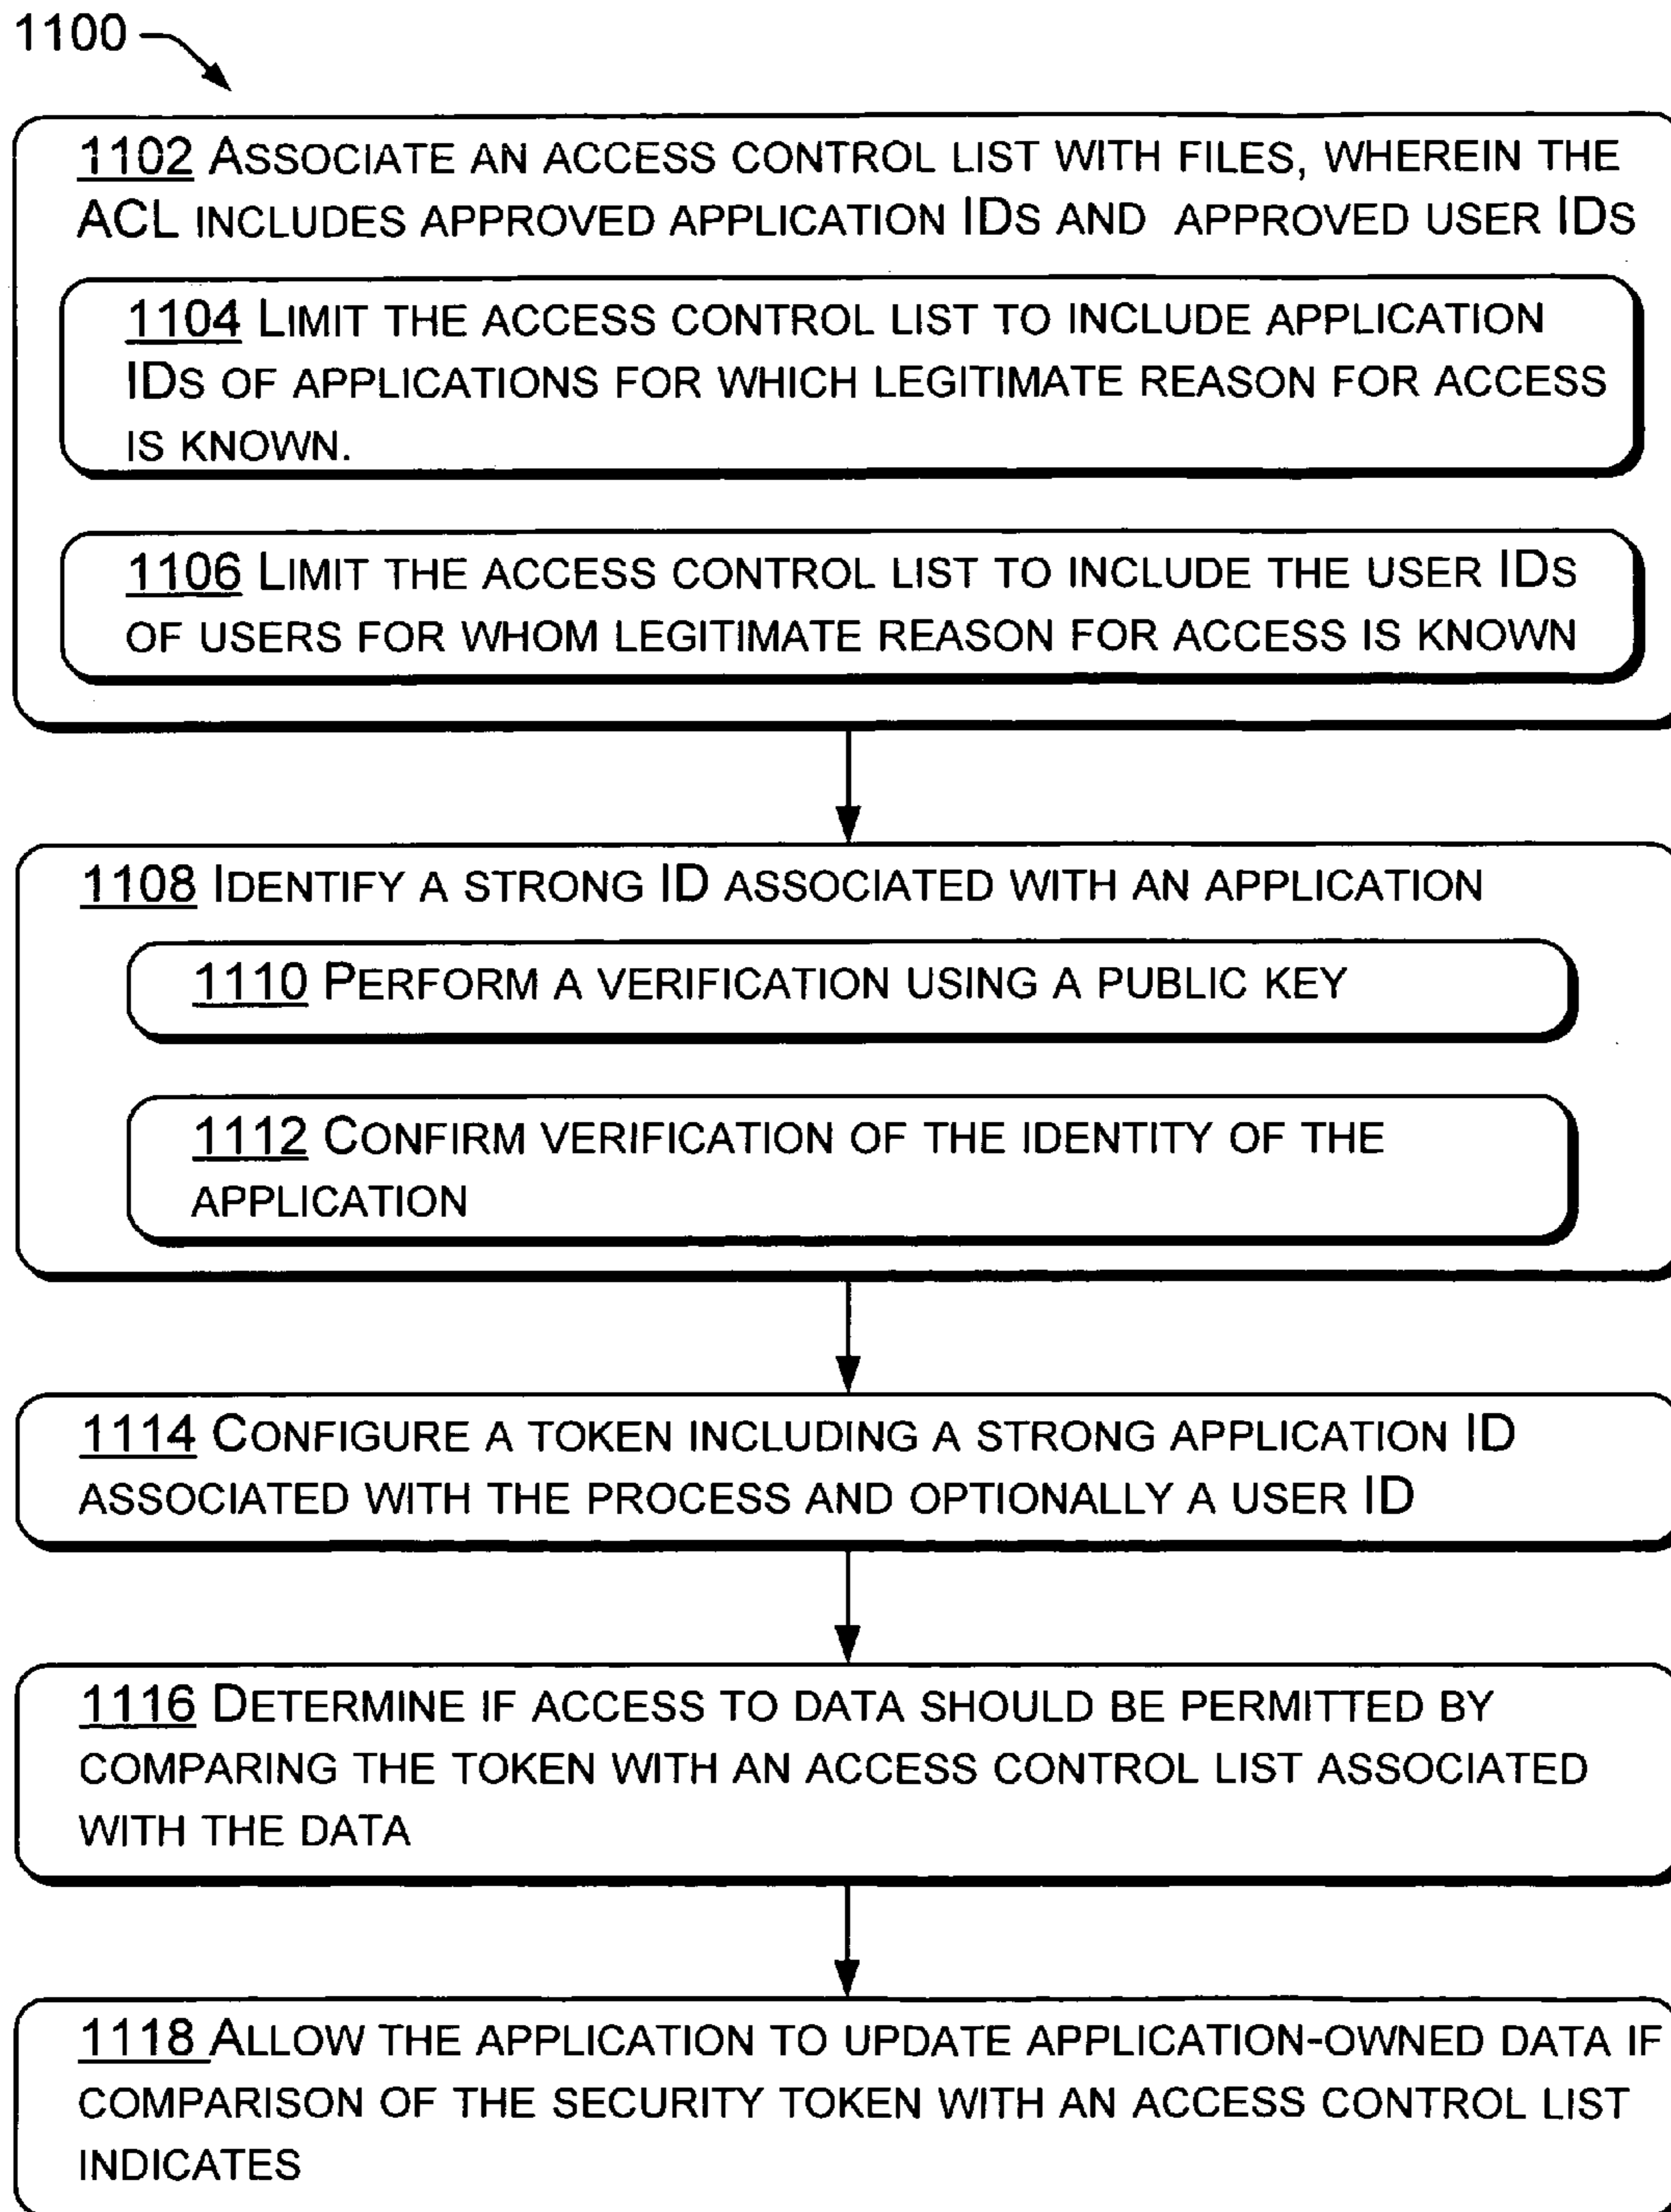 1100
1102 ASSOCIATE AN ACCESS CONTROL LIST WITH FILES, WHEREIN THE
ACL INCLUDES APPROVED APPLICATION IDS AND APPROVED USER IDS
1104 LIMIT THE ACCESS CONTROL LIST TO INCLUDE APPLICATION
IDS OF APPLICATIONS FOR WHICH LEGITIMATE REASON FOR ACCESS
IS KNOWN.
1106 LIMIT THE ACCESS CONTROL LIST TO INCLUDE THE USER IDS
OF USERS FOR WHOM LEGITIMATE REASON FOR ACCESS IS KNOWN
1108 IDENTIFY A STRONG ID ASSOCIATED WITH AN APPLICATION
1110 PERFORM A VERIFICATION USING A PUBLIC KEY
1112 CONFIRM VERIFICATION OF THE IDENTITY OF THE
APPLICATION
1114 CONFIGURE A TOKEN INCLUDING A STRONG APPLICATION ID
ASSOCIATED WITH THE PROCESS AND OPTIONALLY A USER ID
1116 DETERMINE IF ACCESS TO DATA SHOULD BE PERMITTED BY
COMPARING THE TOKEN WITH AN ACCESS CONTROL LIST ASSOCIATED
WITH THE DATA
1118 ALLOW THE APPLICATION TO UPDATE APPLICATION-OWNED DATA IF
COMPARISON OF THE SECURITY TOKEN WITH AN ACCESS CONTROL LIST
INDICATES